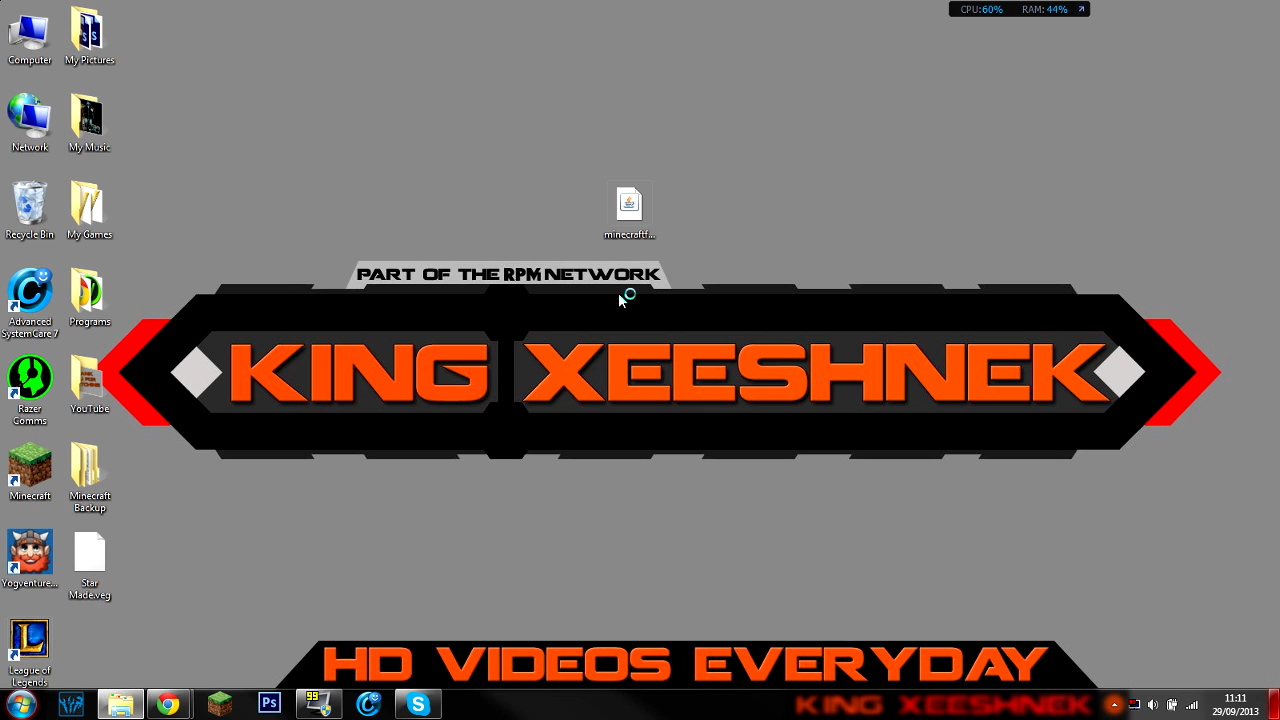 CPU:60% RAM: 44%
Computer
My Pictures
Network
My Music
Recycle Bin
My Games
minecraftf...
PART OF THE RPM NETWORK
Advanced
SystemCare 7
Programs
KING XEESHNEK
Razer
Comms
YouTube
Minecraft
Minecraft
Backup
Yogventure...
Star
Made.veg
League of
Legends
HD VIDEOS EVERYDAY
Ps
99
KING XEESHNEK
11:11
29/09/2013